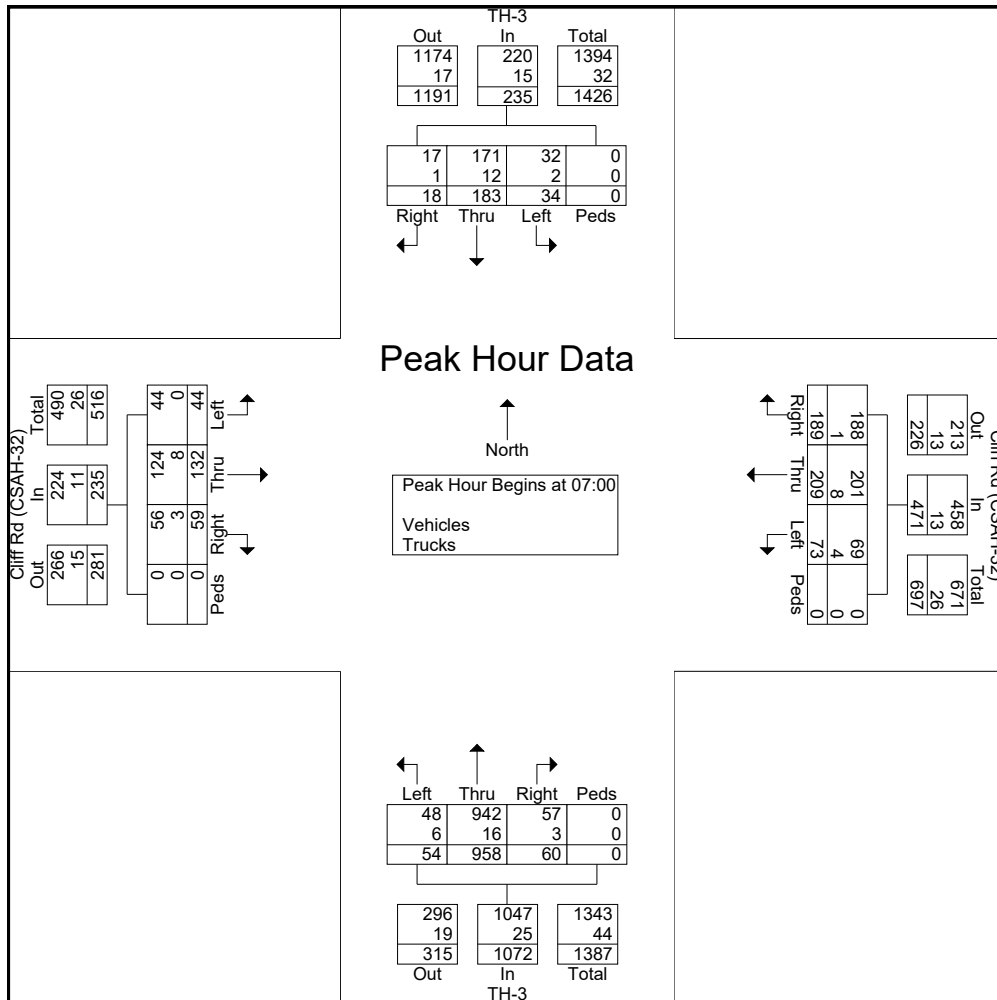 TH-3
Out In Total
1174 220 1394
17 15 32
1191 235 1426
17 171 32 0
1 12 2 0
18 183 34 0
Right Thru Left Peds
Peak Hour Data
North
Peak Hour Begins at 07:00
Vehicles
Trucks
Cliff Rd (CSAH-32)
Out In Total
266 224 490
15 11 26
281 235 516
44 124 56 0
0 8 3 0
44 132 59 0
Left Thru Right Peds
Cliff Rd (CSAH-32)
Out In Total
213 458 671
13 13 26
226 471 697
188 201 69 0
1 8 4 0
189 209 73 0
Right Thru Left Peds
Left Thru Right Peds
48 942 57 0
6 16 3 0
54 958 60 0
296 1047 1343
19 25 44
315 1072 1387
Out In Total
TH-3